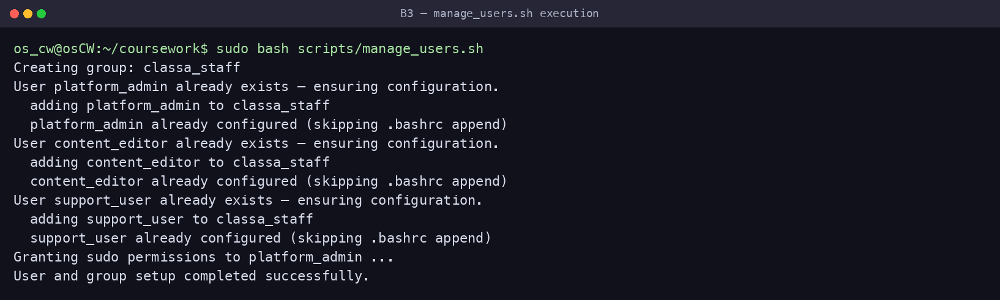 B3 — manage_users.sh execution
os_cw@osCW:~/coursework$ sudo bash scripts/manage_users.sh
Creating group: classa_staff
User platform_admin already exists — ensuring configuration.
  adding platform_admin to classa_staff
  platform_admin already configured (skipping .bashrc append)
User content_editor already exists — ensuring configuration.
  adding content_editor to classa_staff
  content_editor already configured (skipping .bashrc append)
User support_user already exists — ensuring configuration.
  adding support_user to classa_staff
  support_user already configured (skipping .bashrc append)
Granting sudo permissions to platform_admin ...
User and group setup completed successfully.